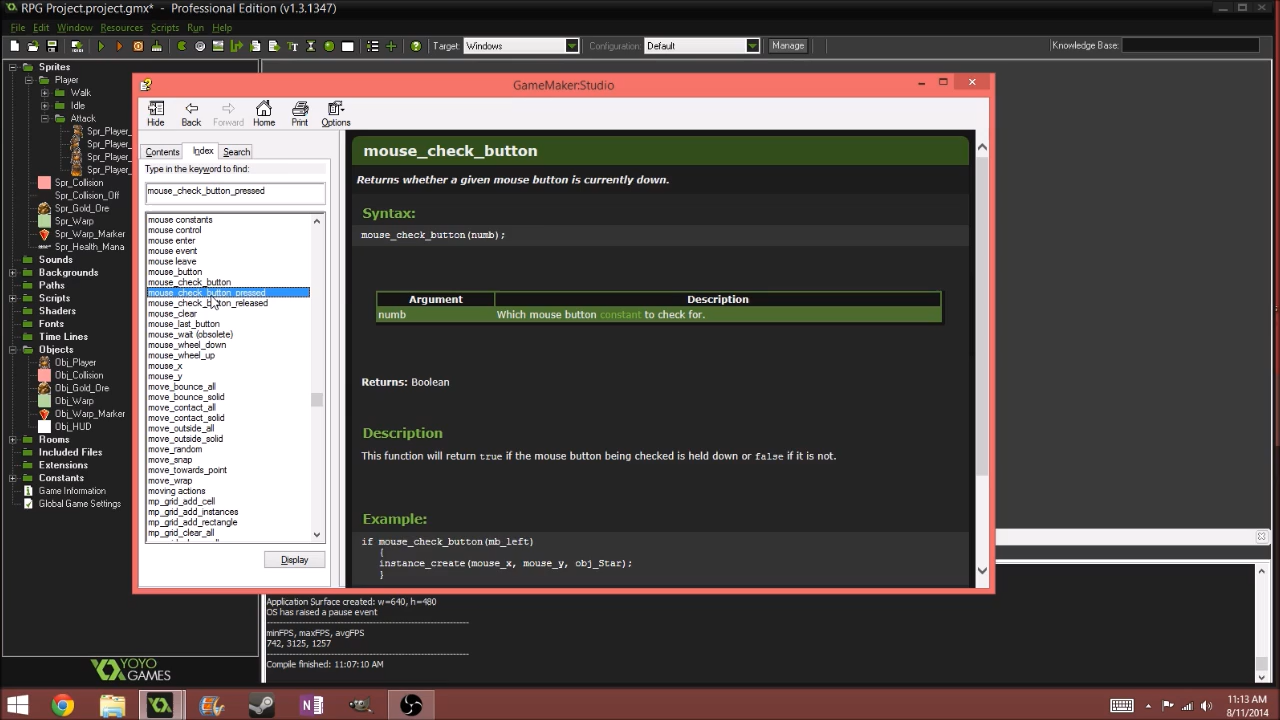 RPG Project.project.gmx* - Professional Edition (v1.3.1347)
File Edit Window Resources Scripts Run Help
Target: Windows Configuration: Default Manage Knowledge Base:
Sprites
Player
Walk
Idle
Attack
Spr_Player_
Spr_Player_
Spr_Player_
Spr_Player_
Spr_Collision
Spr_Collision_Off
Spr_Gold_Ore
Spr_Warp
Spr_Warp_Marker
Spr_Health_Mana
Sounds
Backgrounds
Paths
Scripts
Shaders
Fonts
Time Lines
Objects
Obj_Player
Obj_Collision
Obj_Gold_Ore
Obj_Warp
Obj_Warp_Marker
Obj_HUD
Rooms
Included Files
Extensions
Constants
Game Information
Global Game Settings
YOYO
GAMES
GameMaker:Studio
Hide Back Forward Home Print Options
Contents Index Search
Type in the keyword to find:
mouse_check_button_pressed
mouse constants
mouse control
mouse enter
mouse event
mouse leave
mouse_button
mouse_check_button
mouse_check_button_pressed
mouse_check_button_released
mouse_clear
mouse_last_button
mouse_wait (obsolete)
mouse_wheel_down
mouse_wheel_up
mouse_x
mouse_y
move_bounce_all
move_bounce_solid
move_contact_all
move_contact_solid
move_outside_all
move_outside_solid
move_random
move_snap
move_towards_point
move_wrap
moving actions
mp_grid_add_cell
mp_grid_add_instances
mp_grid_add_rectangle
mp_grid_clear_all
Display
mouse_check_button
Returns whether a given mouse button is currently down.
Syntax:
mouse_check_button(numb);
Argument Description
numb Which mouse button constant to check for.
Returns: Boolean
Description
This function will return true if the mouse button being checked is held down or false if it is not.
Example:
if mouse_check_button(mb_left)
{
instance_create(mouse_x, mouse_y, obj_Star);
}
Application Surface created: w=640, h=480
OS has raised a pause event
minFPS, maxFPS, avgFPS
742, 3125, 1257
Compile finished: 11:07:10 AM
11:13 AM
8/11/2014